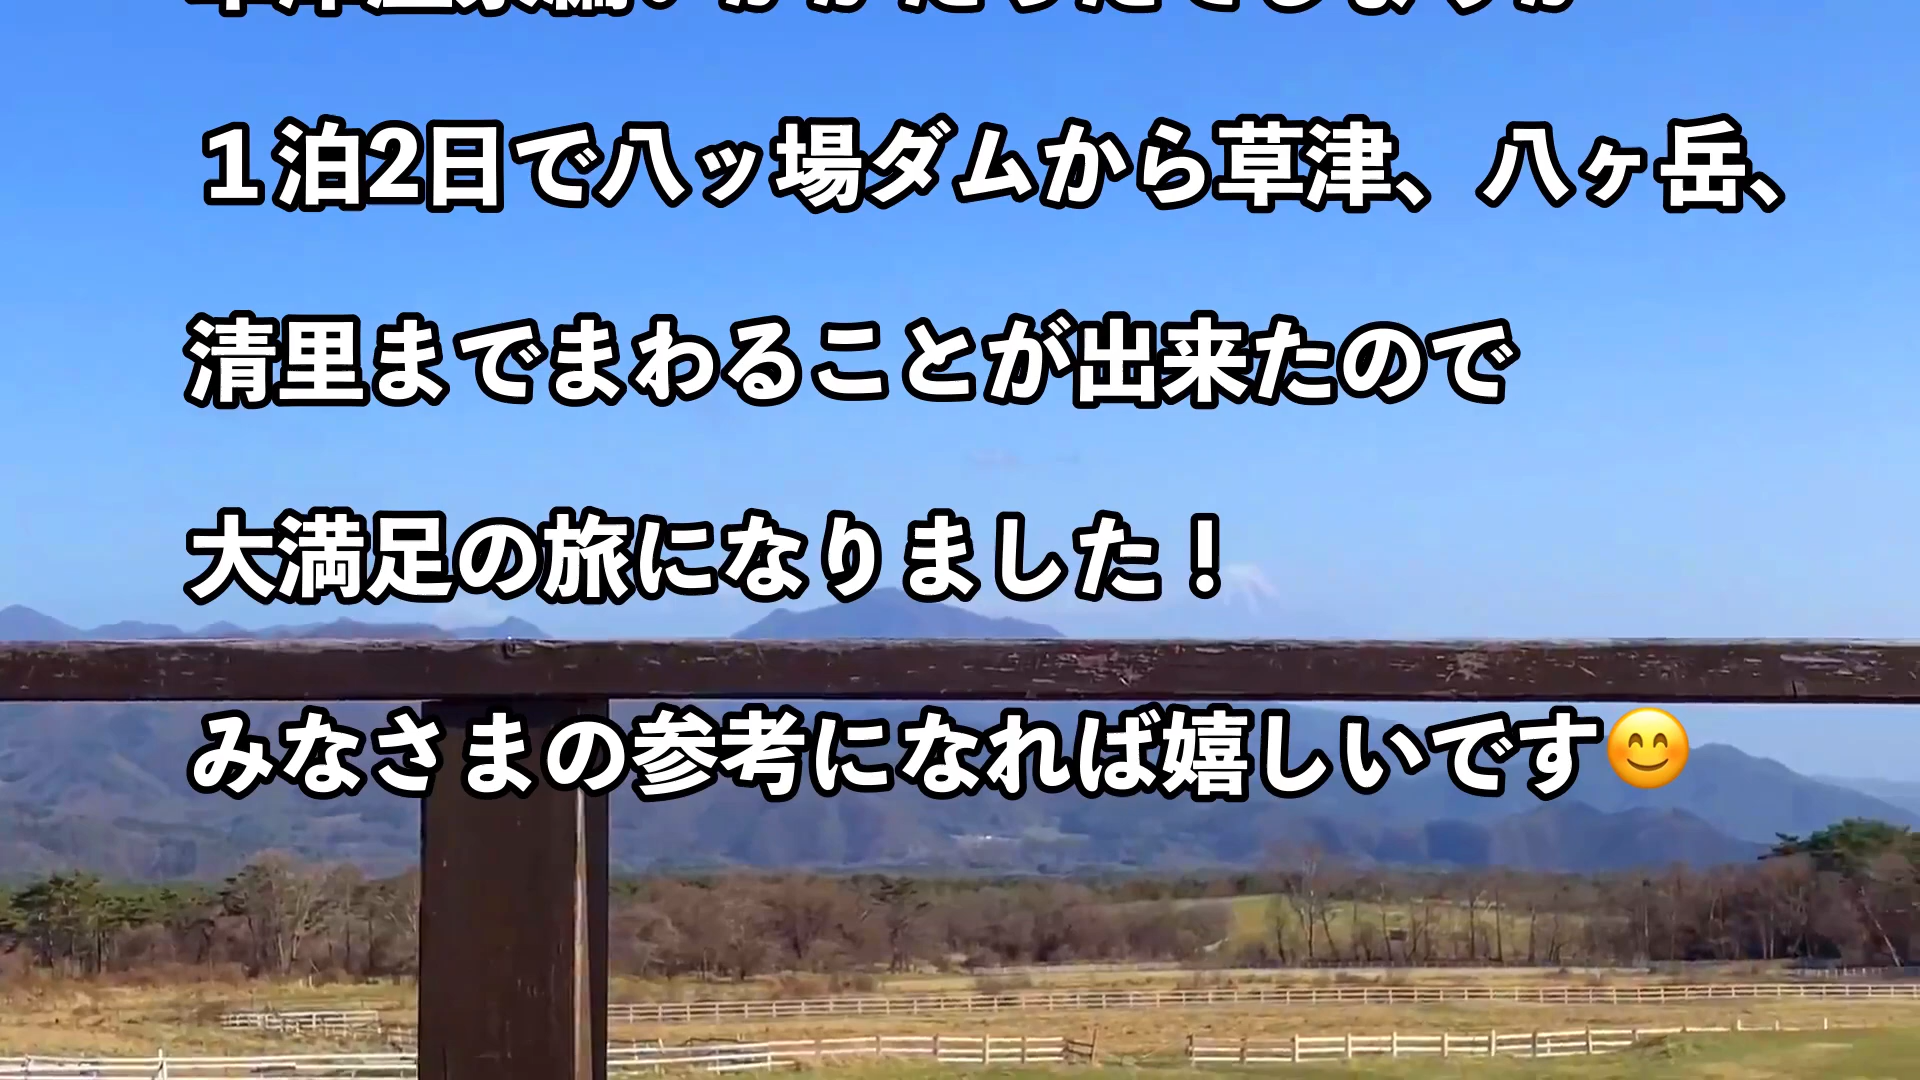 １泊2日で八ッ場ダムから草津、八ヶ岳、
清里までまわることが出来たので
大満足の旅になりました！
みなさまの参考になれば嬉しいです😊